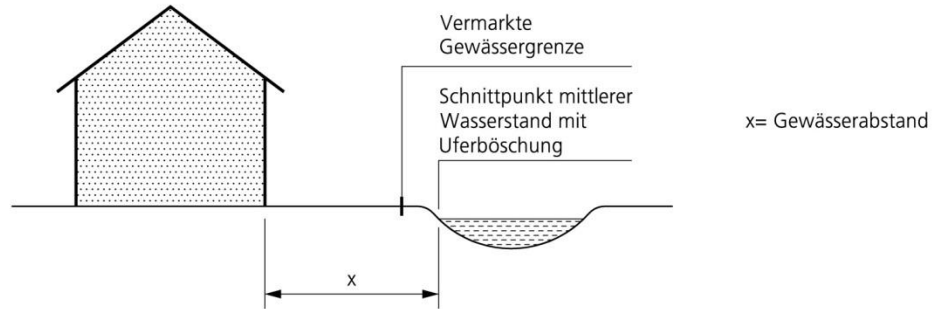 Vermarkte
Gewässergrenze
Schnittpunkt mittlerer
Wasserstand mit
Uferböschung
x= Gewässerabstand
x